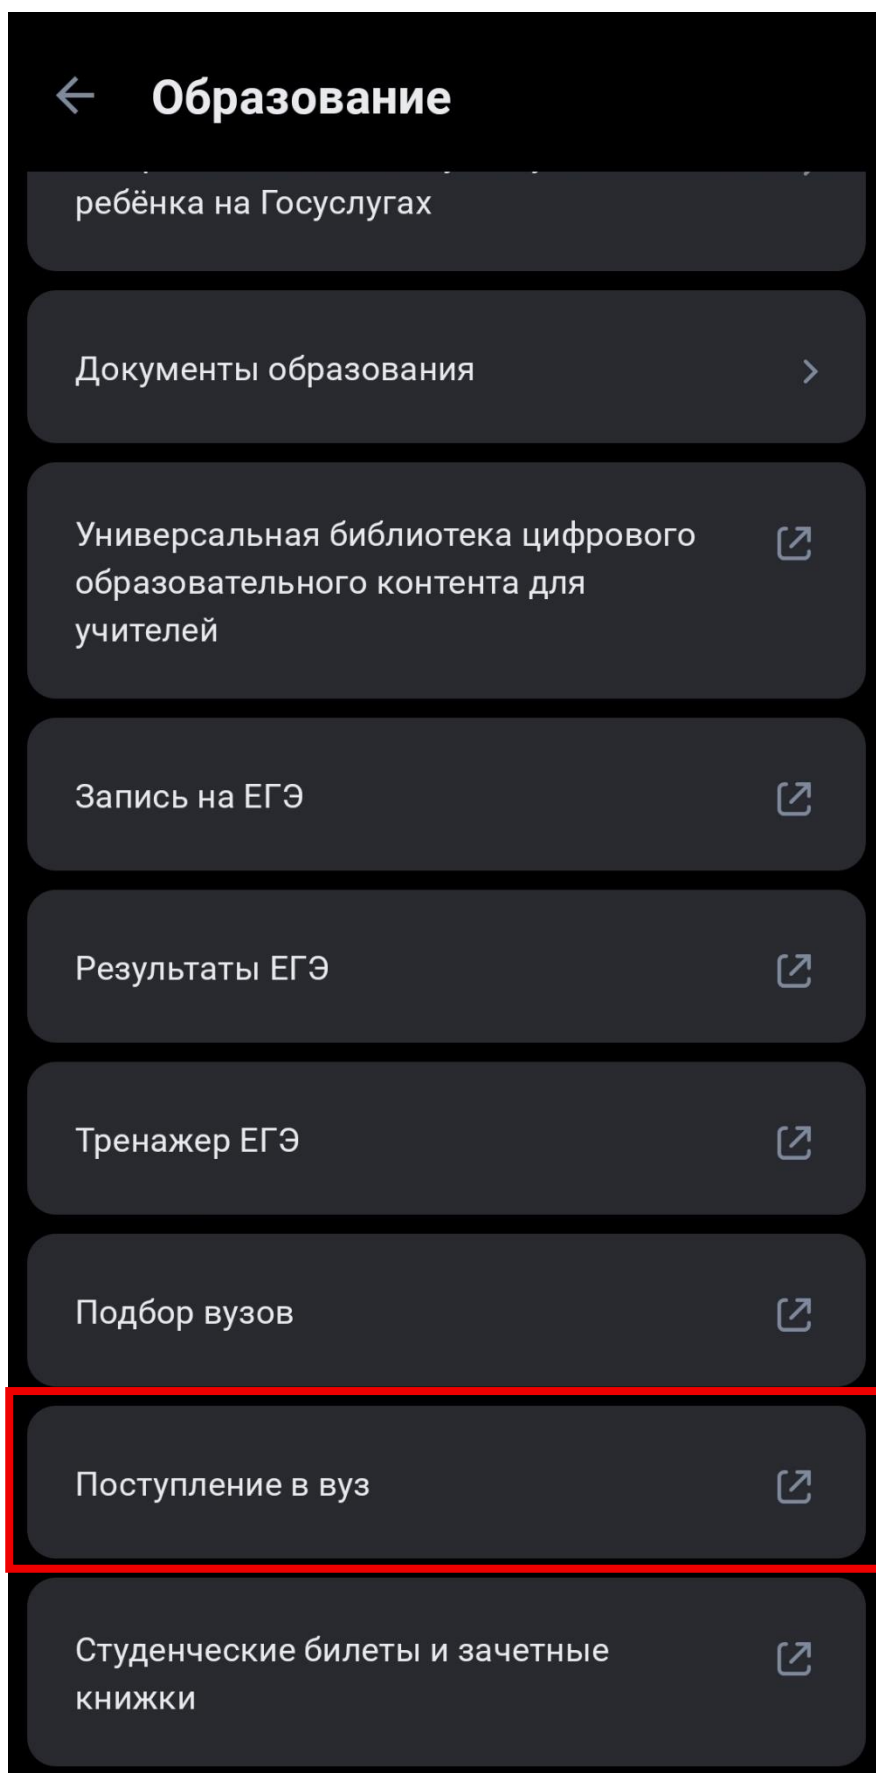 Образование
ребёнка на Госуслугах
Документы образования
Универсальная библиотека цифрового
образовательного контента для
учителей
Запись на ЕГЭ
Результаты ЕГЭ
Тренажер ЕГЭ
Подбор вузов
Поступление в вуз
Студенческие билеты и зачетные
книжки